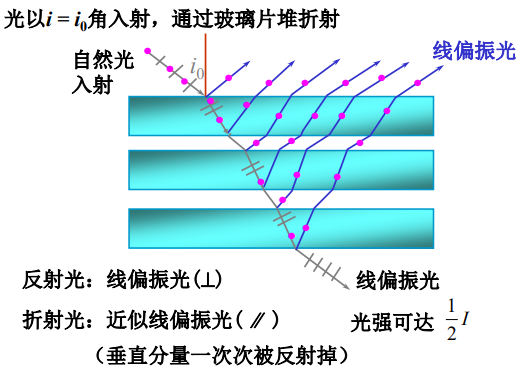 光以i = i₀角入射，通过玻璃片堆折射
自然光
入射
i₀
线偏振光
反射光：线偏振光(⊥)
线偏振光
折射光：近似线偏振光(∥)
光强可达 1/2 I
（垂直分量一次次被反射掉）